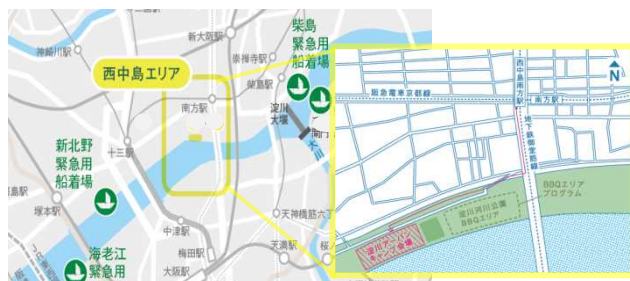 神崎川駅
新大阪駅
崇禅寺駅
柴島駅
柴島
緊急用
船着場
西中島エリア
南方駅
淀川
大堰
大川
新北野
緊急用
船着場
十三駅
塚本駅
中津駅
天神橋筋六丁
海老江
緊急用
梅田駅
大阪駅
天満駅
N
西中島南方駅
阪急電車京都線
南方駅
地下鉄御堂筋線
BBQエリア
プログラム
淀川河川公園
BBQエリア
淀川アーバン
キャンプ会場